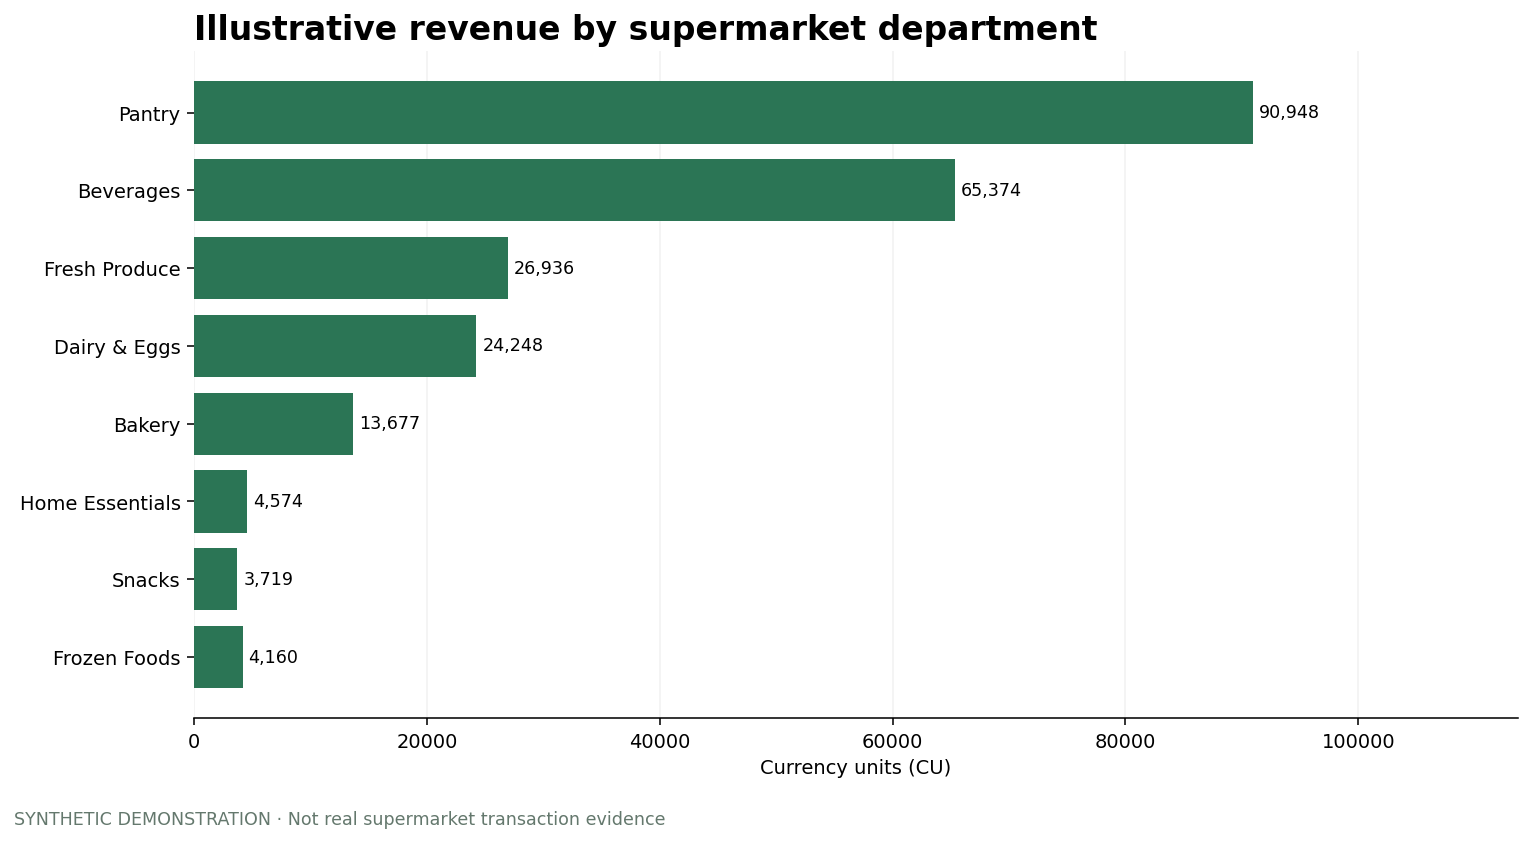 Illustrative revenue by supermarket department
Pantry 90,948
Beverages 65,374
Fresh Produce 26,936
Dairy & Eggs 24,248
Bakery 13,677
Home Essentials 4,574
Snacks 3,719
Frozen Foods 4,160
0 20000 40000 60000 80000 100000
Currency units (CU)
SYNTHETIC DEMONSTRATION · Not real supermarket transaction evidence